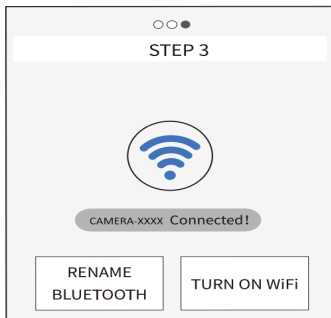 STEP 3
CAMERA-XXXX Connected!
RENAME
BLUETOOTH
TURN ON WiFi